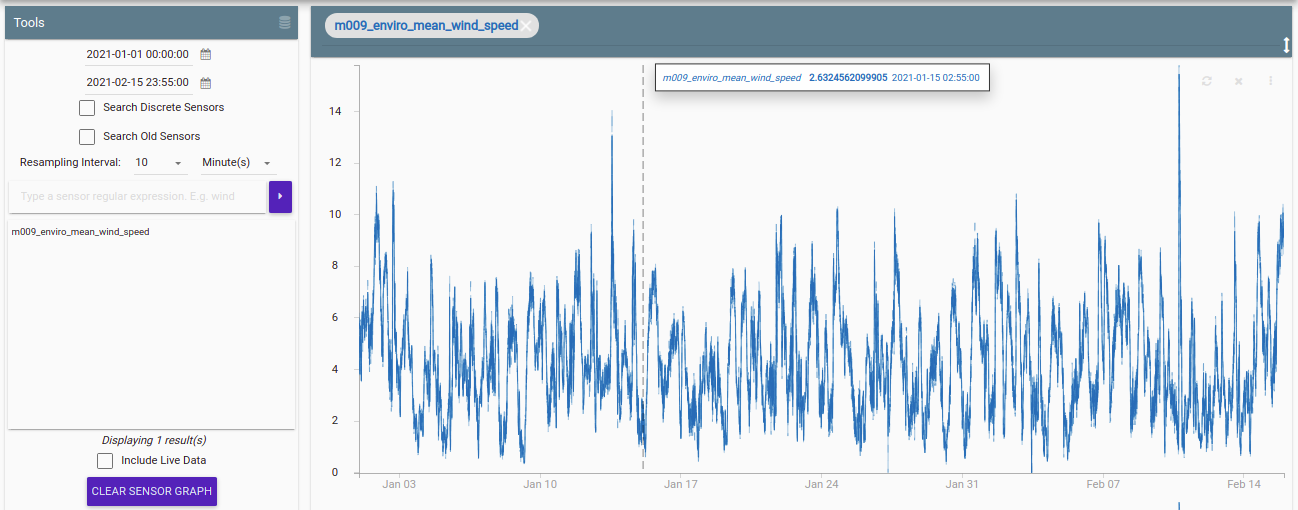 Tools
2021-01-01 00:00:00
2021-02-15 23:55:00
Search Discrete Sensors
Search Old Sensors
Resampling Interval: 10 Minute(s)
Type a sensor regular expression. E.g. wind
m009_enviro_mean_wind_speed
Displaying 1 result(s)
Include Live Data
CLEAR SENSOR GRAPH
m009_enviro_mean_wind_speed
m009_enviro_mean_wind_speed 2.6324562099905 2021-01-15 02:55:00
14
12
10
8
6
4
2
0
Jan 03 Jan 10 Jan 17 Jan 24 Jan 31 Feb 07 Feb 14